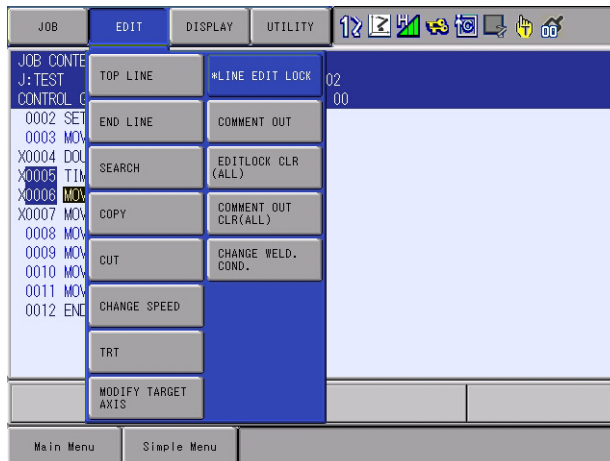 JOB EDIT DISPLAY UTILITY
JOB CONTE
J:TEST 02
CONTROL G 00
0002 SET
0003 MOV
X0004 DOU
X0005 TIM
X0006 MOV
X0007 MOV
0008 MOV
0009 MOV
0010 MOV
0011 MOV
0012 END
TOP LINE
END LINE
SEARCH
COPY
CUT
CHANGE SPEED
TRT
MODIFY TARGET
AXIS
*LINE EDIT LOCK
COMMENT OUT
EDITLOCK CLR
(ALL)
COMMENT OUT
CLR(ALL)
CHANGE WELD.
COND.
Main Menu Simple Menu